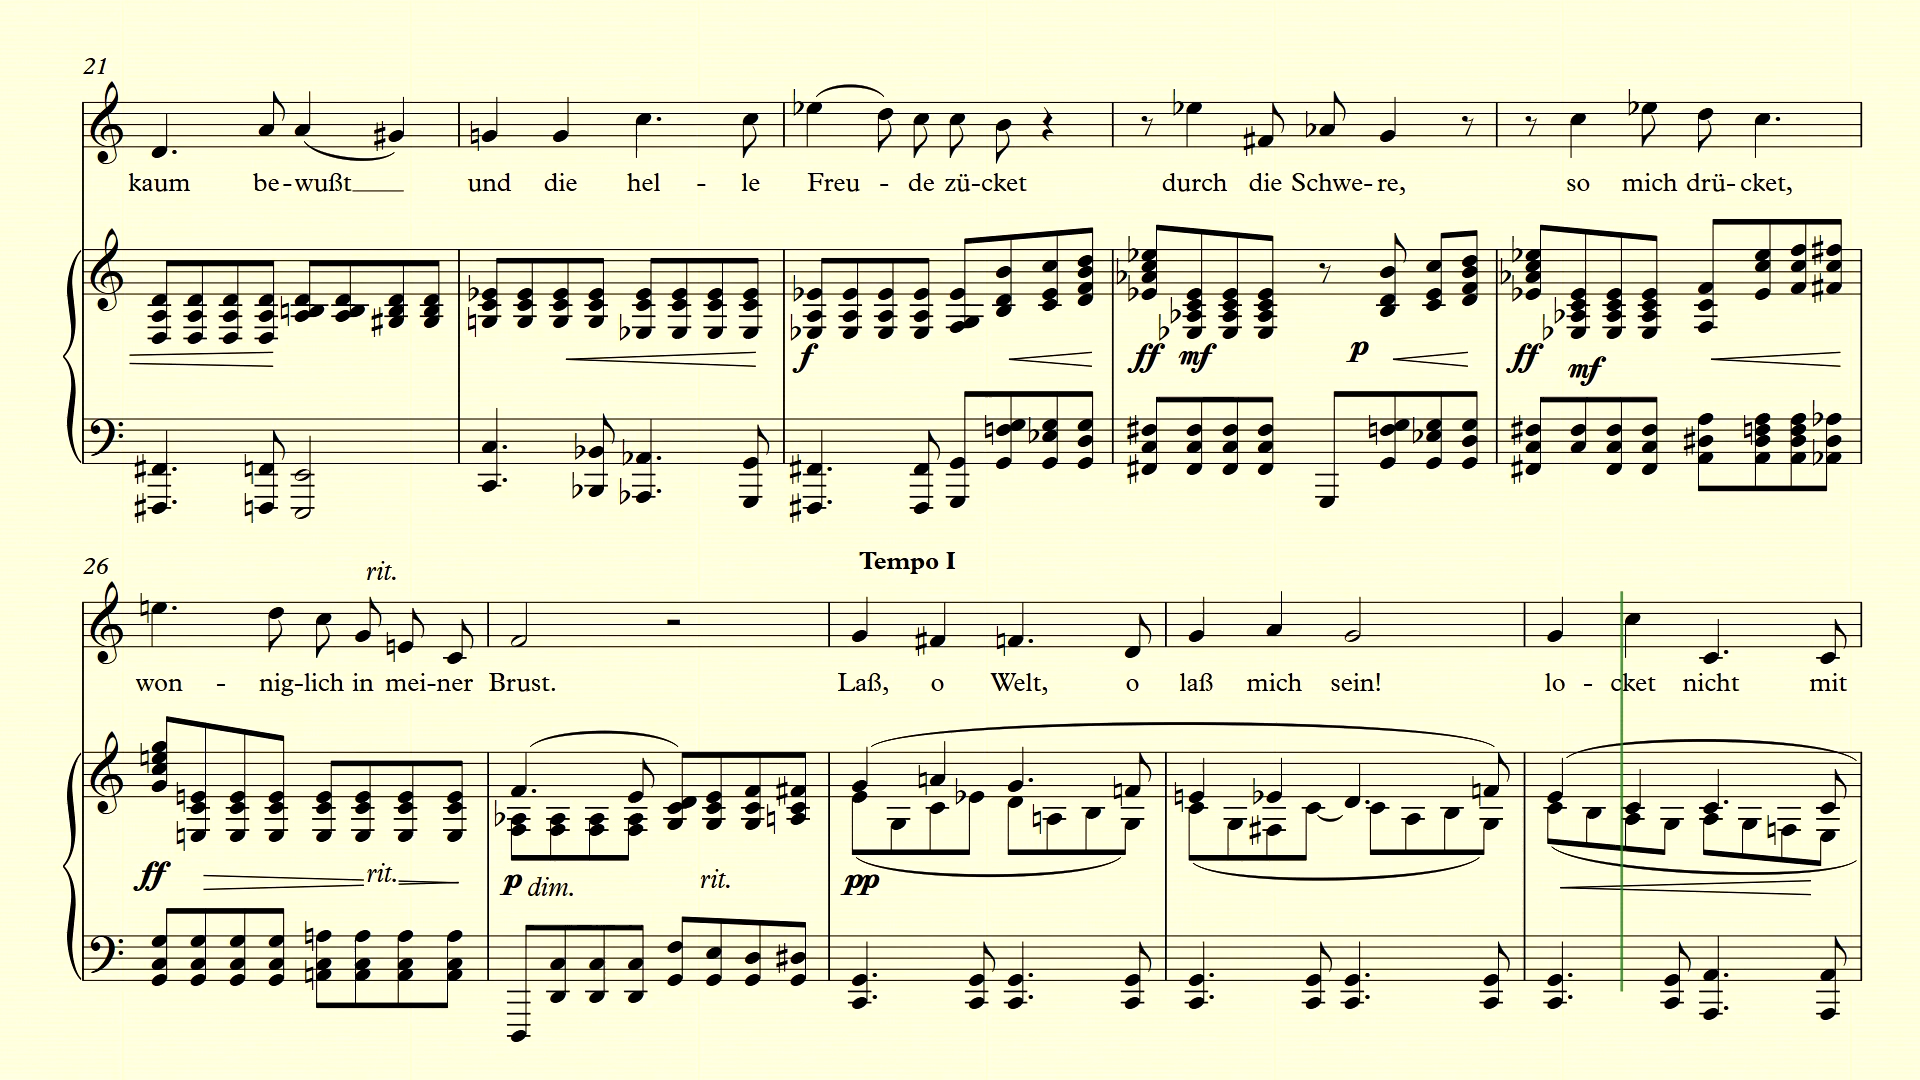 21
kaum be-wußt und die hel - le Freu - de zü-cket durch die Schwe-re, so mich drü-cket,
f ff mf p ff mf
26 rit. Tempo I
won - nig-lich in mei-ner Brust. Laß, o Welt, o laß mich sein! lo - cket nicht mit
ff rit. p dim. rit. pp